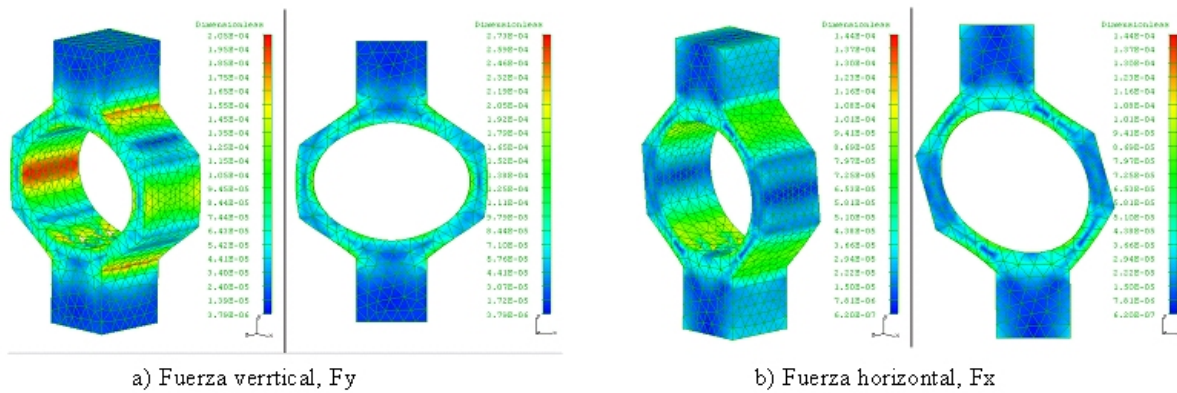 Dimensionless
2.05E-04
1.95E-04
1.85E-04
1.75E-04
1.65E-04
1.55E-04
1.45E-04
1.35E-04
1.25E-04
1.15E-04
1.05E-04
9.45E-05
8.44E-05
7.44E-05
6.43E-05
5.42E-05
4.41E-05
3.40E-05
2.40E-05
1.39E-05
3.79E-06
Dimensionless
2.73E-04
2.59E-04
2.46E-04
2.32E-04
2.19E-04
2.05E-04
1.92E-04
1.79E-04
1.65E-04
1.52E-04
1.38E-04
1.25E-04
1.11E-04
9.79E-05
8.44E-05
7.10E-05
5.76E-05
4.41E-05
3.07E-05
1.72E-05
3.79E-06
a) Fuerza verrtical, Fy
Dimensionless
1.44E-04
1.37E-04
1.30E-04
1.23E-04
1.16E-04
1.08E-04
1.01E-04
9.41E-05
8.69E-05
7.97E-05
7.25E-05
6.53E-05
5.81E-05
5.10E-05
4.38E-05
3.66E-05
2.94E-05
2.22E-05
1.50E-05
7.81E-06
6.20E-07
Dimensionless
1.44E-04
1.37E-04
1.30E-04
1.23E-04
1.16E-04
1.08E-04
1.01E-04
9.41E-05
8.69E-05
7.97E-05
7.25E-05
6.53E-05
5.81E-05
5.10E-05
4.38E-05
3.66E-05
2.94E-05
2.22E-05
1.50E-05
7.81E-06
6.20E-07
b) Fuerza horizontal, Fx